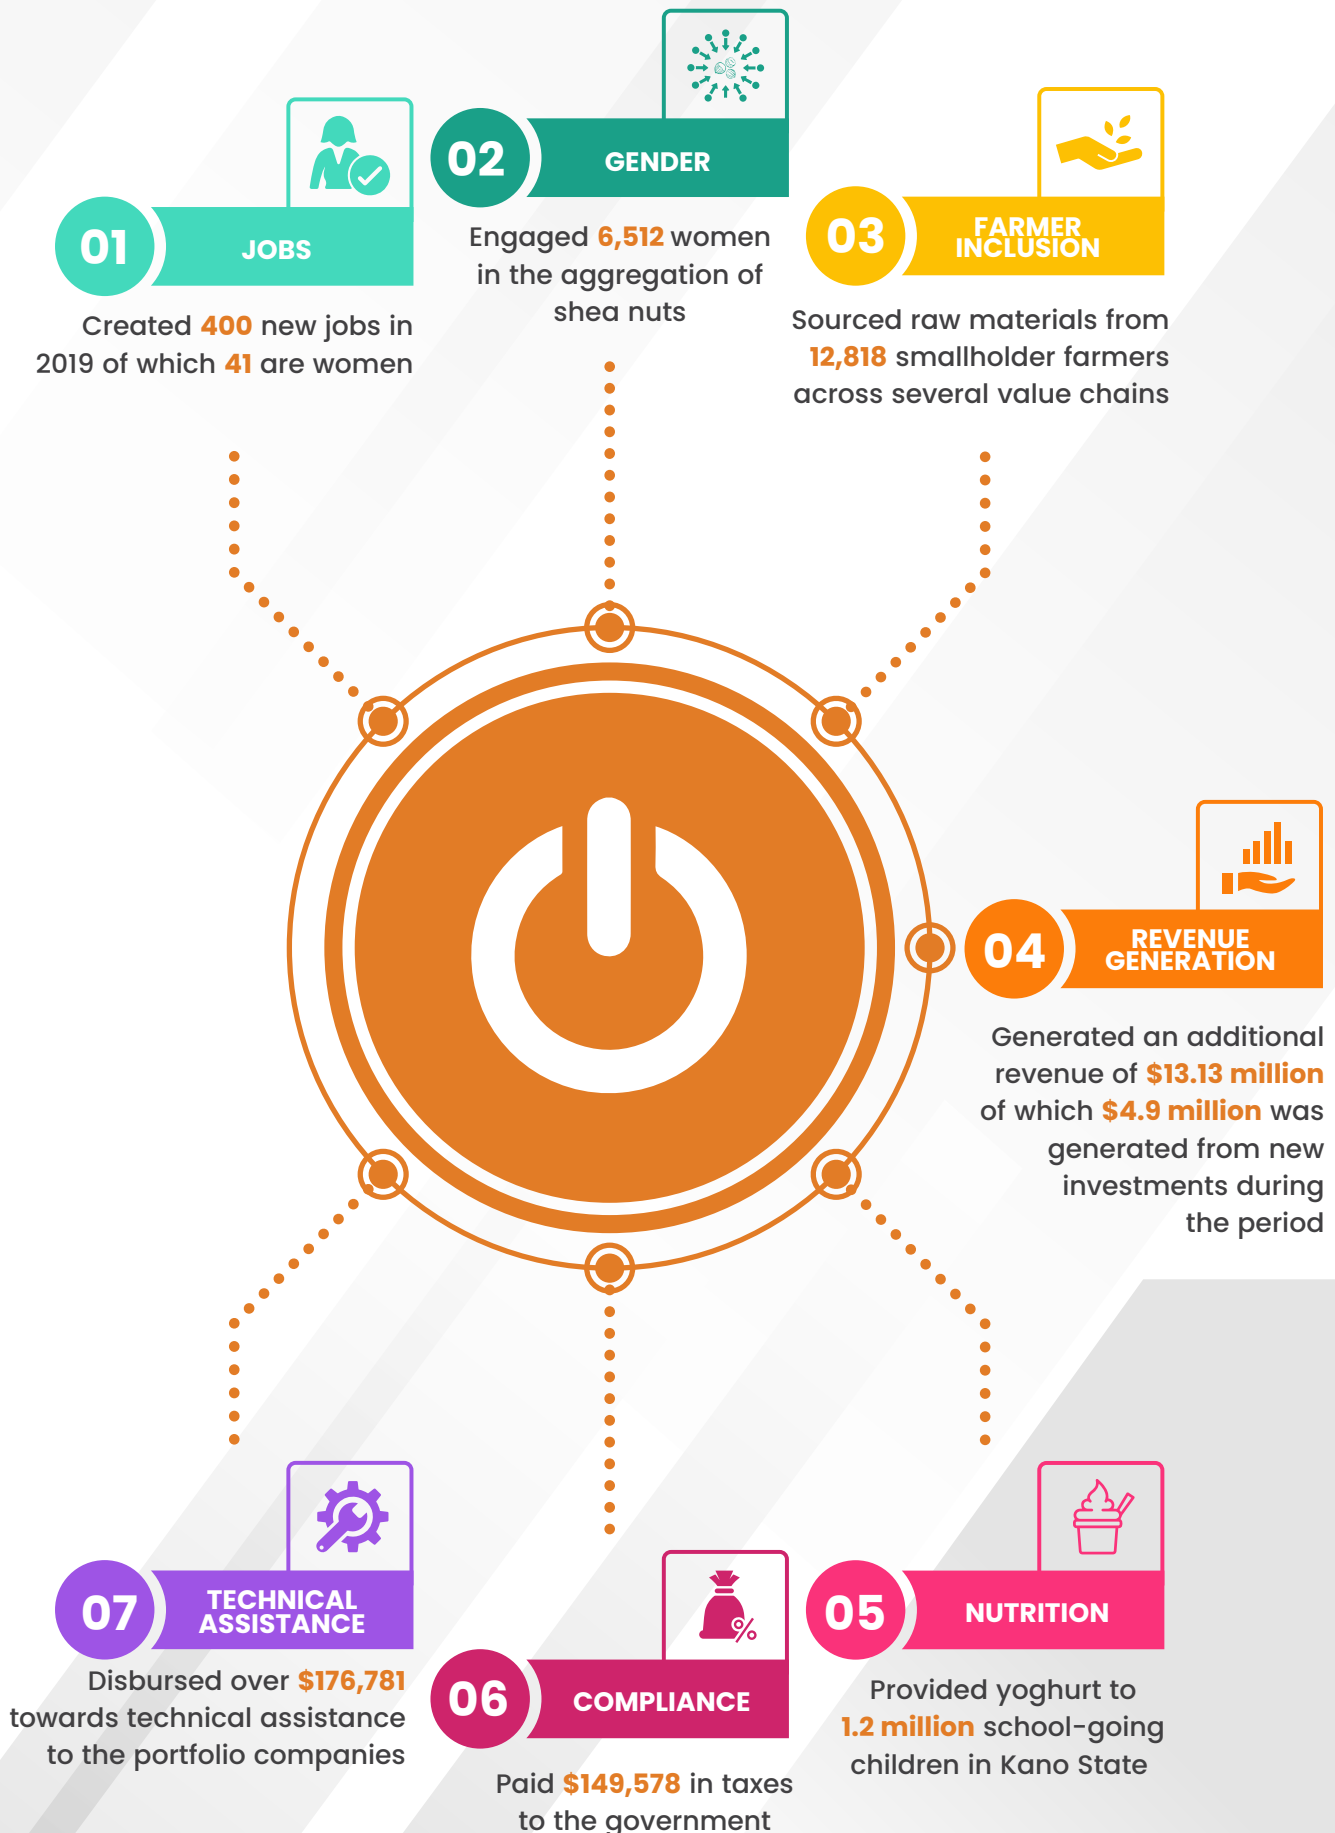 01
JOBS
Created 400 new jobs in
2019 of which 41 are women
02
GENDER
Engaged 6,512 women
in the aggregation of
shea nuts
03
FARMER
INCLUSION
Sourced raw materials from
12,818 smallholder farmers
across several value chains
04
REVENUE
GENERATION
Generated an additional
revenue of $13.13 million
of which $4.9 million was
generated from new
investments during
the period
05
NUTRITION
Provided yoghurt to
1.2 million school-going
children in Kano State
06
COMPLIANCE
%
Paid $149,578 in taxes
to the government
07
TECHNICAL
ASSISTANCE
Disbursed over $176,781
towards technical assistance
to the portfolio companies